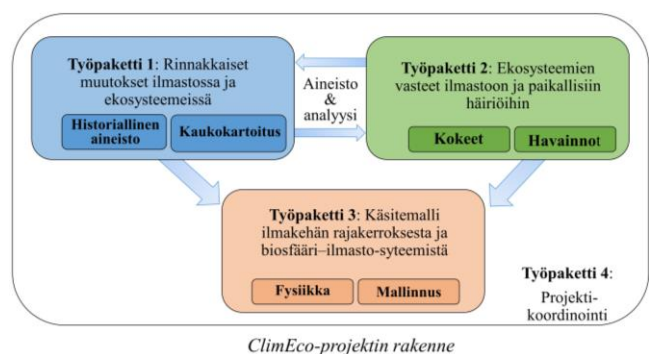 Työpaketti 1: Rinnakkaiset
muutokset ilmastossa ja
ekosysteemeissä
Historiallinen
aineisto
Kaukokartoitus
Aineisto
&
analyysi
Työpaketti 2: Ekosysteemien
vasteet ilmastoon ja paikallisiin
häiriöihin
Kokeet
Havainnot
Työpaketti 3: Käsitemalli
ilmakehän rajakerroksesta ja
biosfääri–ilmasto-syteemistä
Fysiikka
Mallinnus
Työpaketti 4:
Projekti-
koordinointi
ClimEco-projektin rakenne